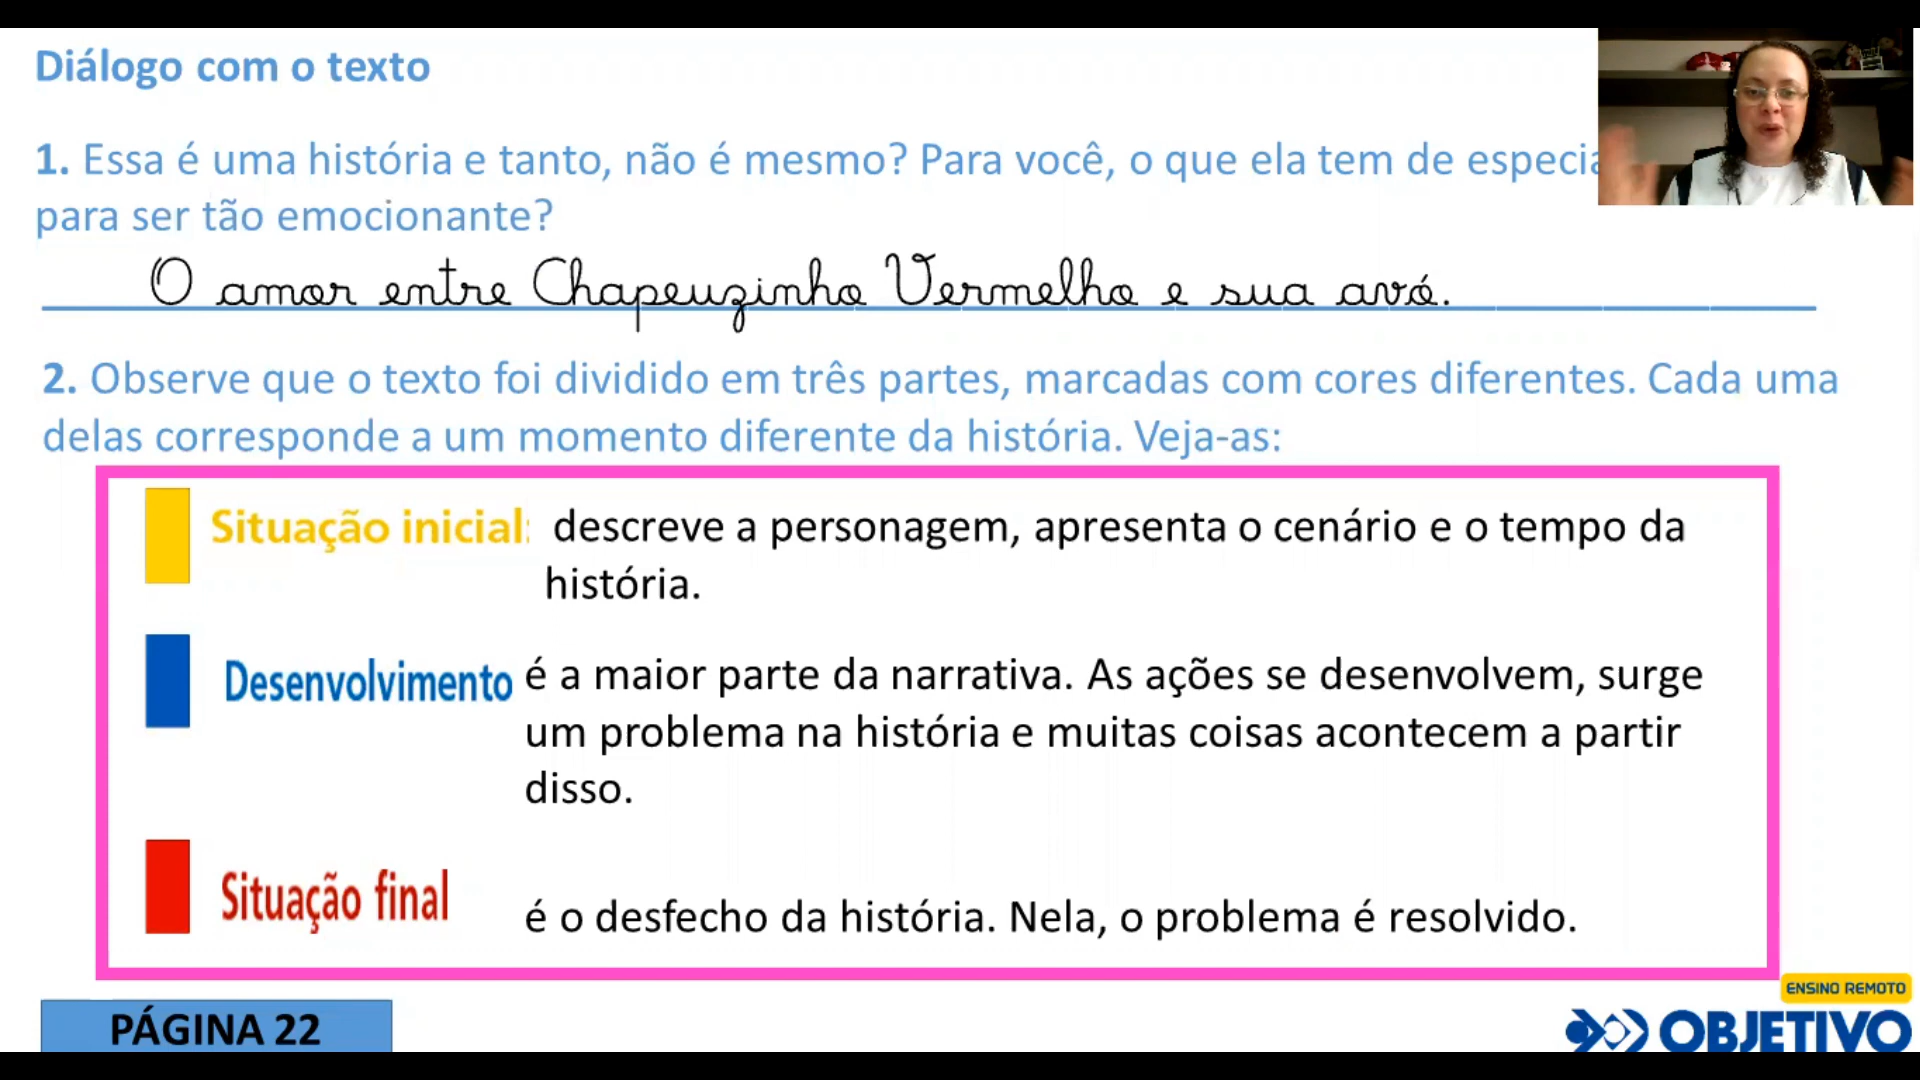 Diálogo com o texto
1. Essa é uma história e tanto, não é mesmo? Para você, o que ela tem de especia
para ser tão emocionante?
O amor entre Chapeuzinho Vermelho e sua avó.
2. Observe que o texto foi dividido em três partes, marcadas com cores diferentes. Cada uma
delas corresponde a um momento diferente da história. Veja-as:
Situação inicial: descreve a personagem, apresenta o cenário e o tempo da
história.
Desenvolvimento é a maior parte da narrativa. As ações se desenvolvem, surge
um problema na história e muitas coisas acontecem a partir
disso.
Situação final é o desfecho da história. Nela, o problema é resolvido.
ENSINO REMOTO
PÁGINA 22
OBJETIVO